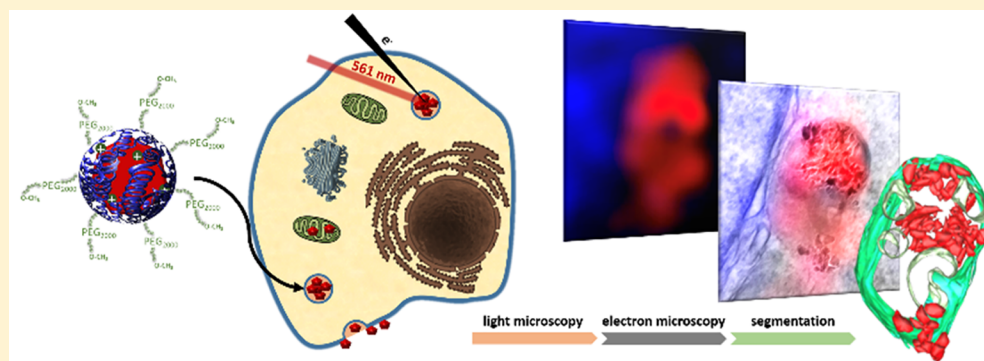 O-CH₃
PEG₂₀₀₀
O-CH₃
PEG₂₀₀₀
O-CH₃
PEG₂₀₀₀
O-CH₃
PEG₂₀₀₀
O-CH₃
PEG₂₀₀₀
O-CH₃
PEG₂₀₀₀
O-CH₃
PEG₂₀₀₀
O-CH₃
+
+
+
e⁻
561 nm
light microscopy
electron microscopy
segmentation